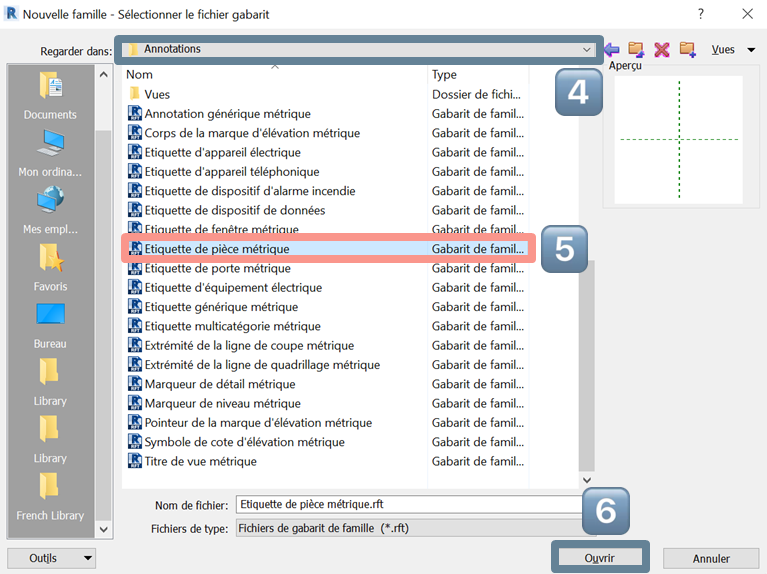 Nouvelle famille - Sélectionner le fichier gabarit
Regarder dans: Annotations
4
Vues
Aperçu
Nom Type
Vues Dossier de fichi...
Annotation générique métrique Gabarit de famil...
Corps de la marque d'élévation métrique Gabarit de famil...
Etiquette d'appareil électrique Gabarit de famil...
Etiquette d'appareil téléphonique Gabarit de famil...
Etiquette de dispositif d'alarme incendie Gabarit de famil...
Etiquette de dispositif de données Gabarit de famil...
Etiquette de fenêtre métrique Gabarit de famil...
Etiquette de pièce métrique Gabarit de famil...
5
Etiquette de porte métrique Gabarit de famil...
Etiquette d'équipement électrique Gabarit de famil...
Etiquette générique métrique Gabarit de famil...
Etiquette multicatégorie métrique Gabarit de famil...
Extrémité de la ligne de coupe métrique Gabarit de famil...
Extrémité de la ligne de quadrillage métrique Gabarit de famil...
Marqueur de détail métrique Gabarit de famil...
Marqueur de niveau métrique Gabarit de famil...
Pointeur de la marque d'élévation métrique Gabarit de famil...
Symbole de cote d'élévation métrique Gabarit de famil...
Titre de vue métrique Gabarit de famil...
Documents
Mon ordina...
Mes empl...
Favoris
Bureau
Library
Library
French Library
Nom de fichier: Etiquette de pièce métrique.rft
Fichiers de type: Fichiers de gabarit de famille (*.rft)
6
Outils
Ouvrir
Annuler